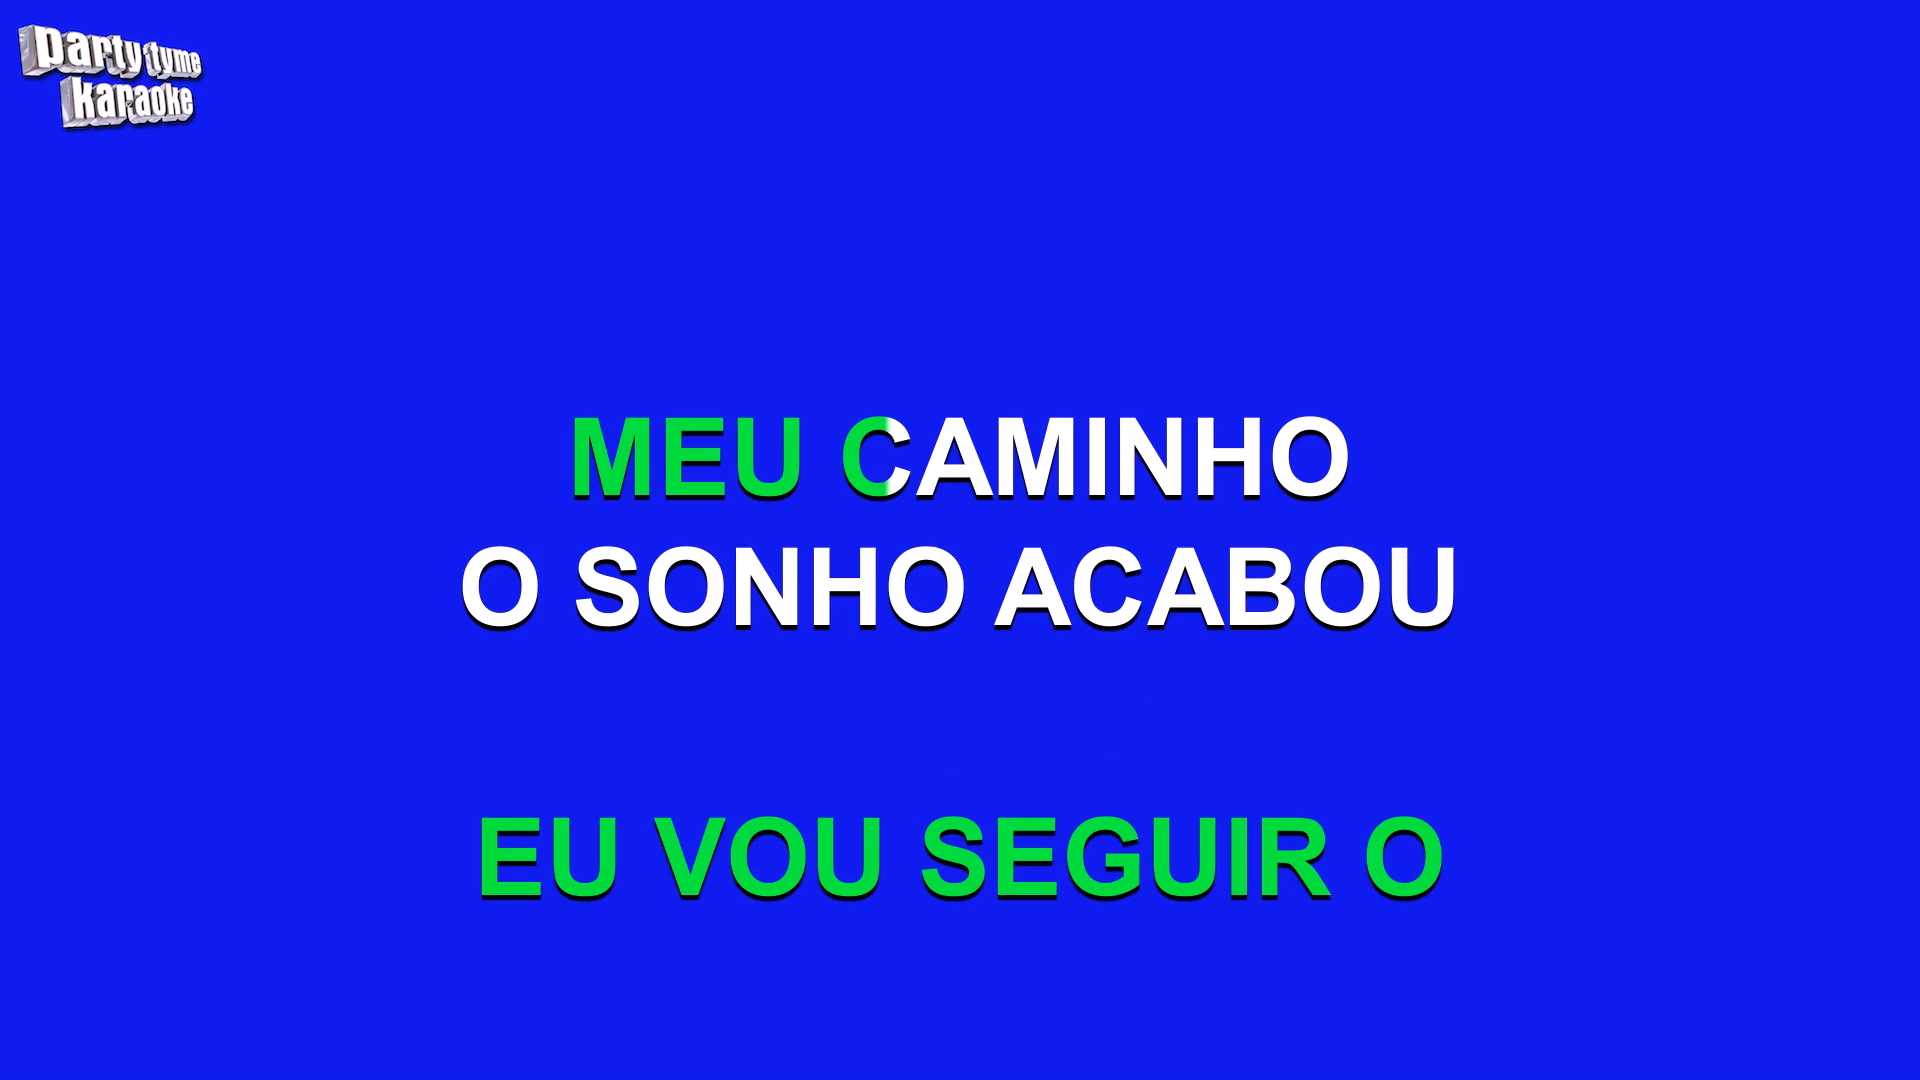 party tyme
karaoke
MEU CAMINHO
O SONHO ACABOU
EU VOU SEGUIR O